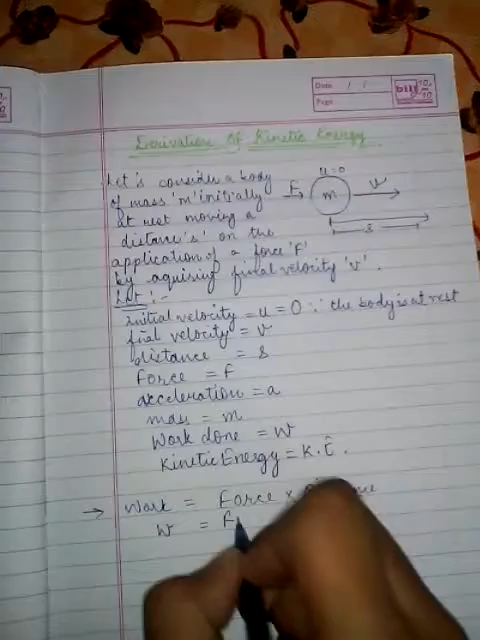 Date / /
Page
bill
Derivation Of Kinetic Energy
Let's consider a body
of mass 'm' initially
at rest moving a
distance 's' on the
application of a force 'F'
by aquiring final velocity 'v'.
u=0
F
m
v
s
Let :-
initial velocity = u = 0 ∵ the body is at rest
final velocity = v
distance = s
Force = F
acceleration = a
mass = m
Work done = W
Kinetic Energy = K.E.
→ Work = Force ×
W = F